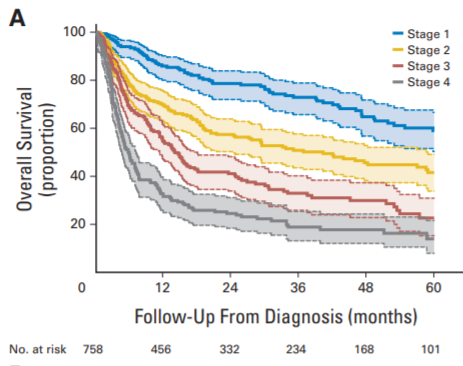 A
Stage 1
Stage 2
Stage 3
Stage 4
Overall Survival
(proportion)
100
80
60
40
20
0 12 24 36 48 60
Follow-Up From Diagnosis (months)
No. at risk 758 456 332 234 168 101